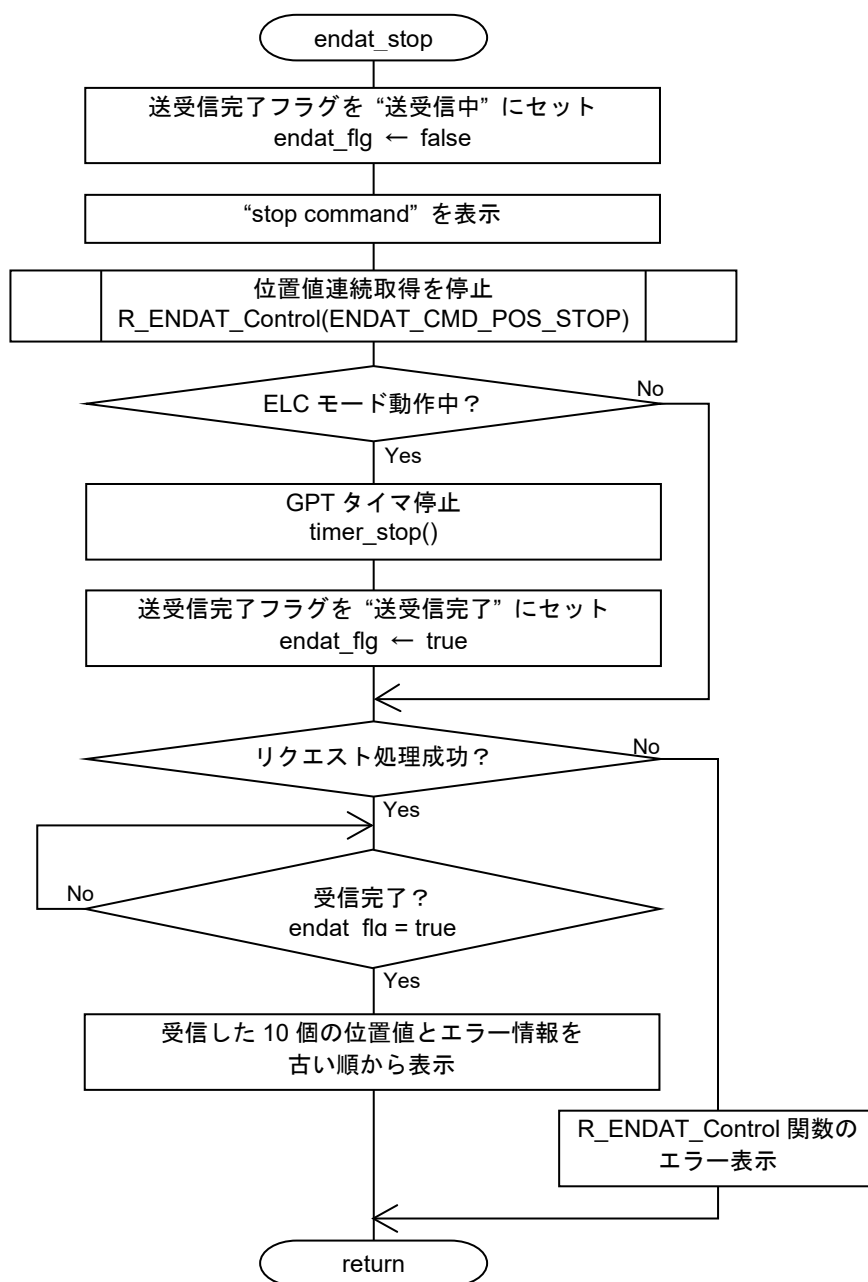 endat_stop
送受信完了フラグを “送受信中” にセット
endat_flg ← false
“stop command” を表示
位置値連続取得を停止
R_ENDAT_Control(ENDAT_CMD_POS_STOP)
ELC モード動作中？
No
Yes
GPT タイマ停止
timer_stop()
送受信完了フラグを “送受信完了” にセット
endat_flg ← true
リクエスト処理成功？
No
Yes
受信完了？
No
endat_flg = true
Yes
受信した 10 個の位置値とエラー情報を
古い順から表示
R_ENDAT_Control 関数の
エラー表示
return